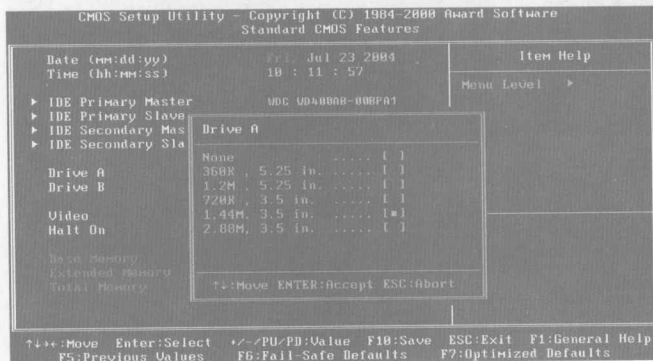 CMOS Setup Utility - Copyright (C) 1984-2000 Award Software
Standard CMOS Features
Date (mm:dd:yy) Fri, Jul 23 2004
Time (hh:mm:ss) 10 : 11 : 57
Item Help
Menu Level ▶
▶ IDE Primary Master WDC WD400AB-00BPA1
▶ IDE Primary Slave
▶ IDE Secondary Mas
▶ IDE Secondary Sla
Drive A
Drive B
Video
Halt On
Base Memory
Extended Memory
Total Memory
Drive A
None ..... [ ]
360K , 5.25 in. ..... [ ]
1.2M , 5.25 in. ..... [ ]
720K , 3.5 in. ..... [ ]
1.44M, 3.5 in. ..... [■]
2.88M, 3.5 in. ..... [ ]
↑↓:Move ENTER:Accept ESC:Abort
↑↓→←:Move Enter:Select +/-/PU/PD:Value F10:Save ESC:Exit F1:General Help
F5:Previous Values F6:Fail-Safe Defaults F7:Optimized Defaults